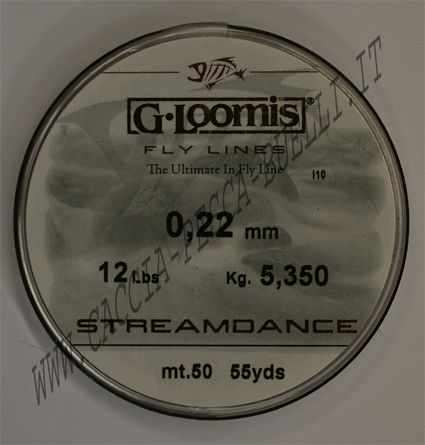 G·Loomis®
FLY LINES
The Ultimate In Fly Line
I10
0,22 mm
12 Lbs Kg. 5,350
STREAMDANCE
mt.50 55yds
WWW.CACCIA-PESCA-RUELLI.IT